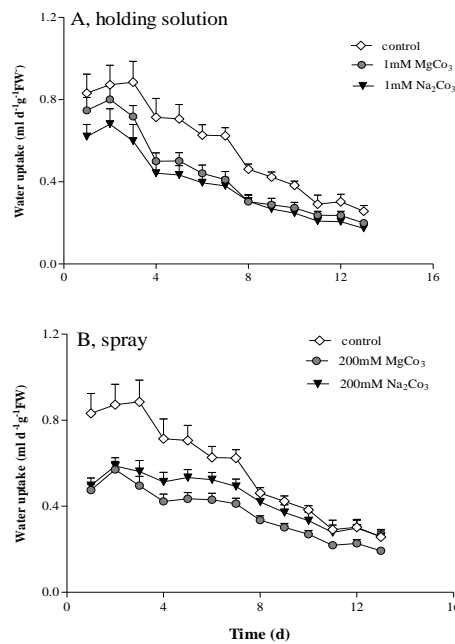 A, holding solution
control
1mM MgCo₃
1mM Na₂Co₃
Water uptake (ml d⁻¹g⁻¹FW⁻)
1.2
0.8
0.4
0.0
0 4 8 12 16
B, spray
control
200mM MgCo₃
200mM Na₂Co₃
Water uptake (ml d⁻¹g⁻¹FW)
1.2
0.8
0.4
0.0
0 4 8 12 16
Time (d)